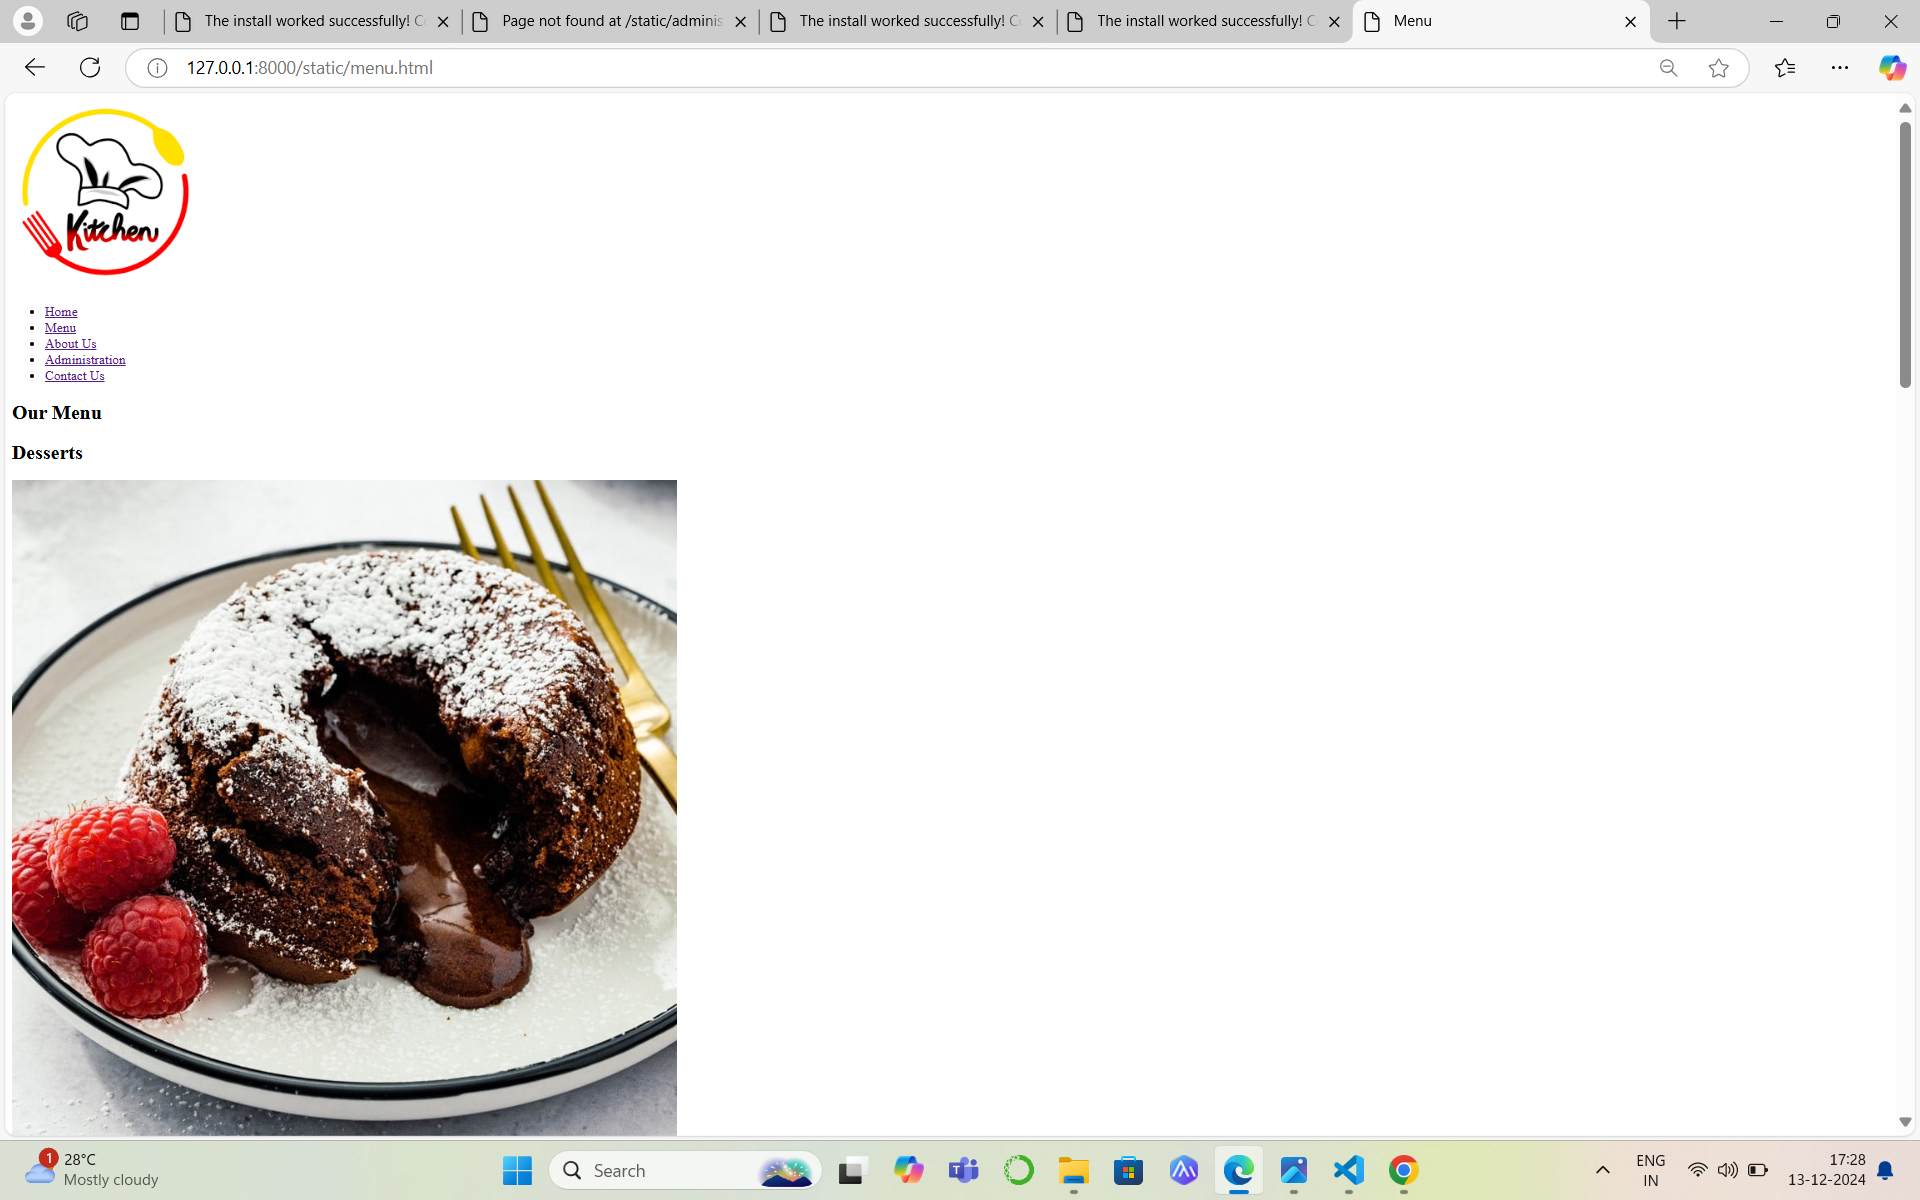 The install worked successfully! C
Page not found at /static/adminis
The install worked successfully! C
The install worked successfully! C
Menu
127.0.0.1:8000/static/menu.html
Kitchen
Home
Menu
About Us
Administration
Contact Us
Our Menu
Desserts
1
28°C
Mostly cloudy
Search
ENG
IN
17:28
13-12-2024